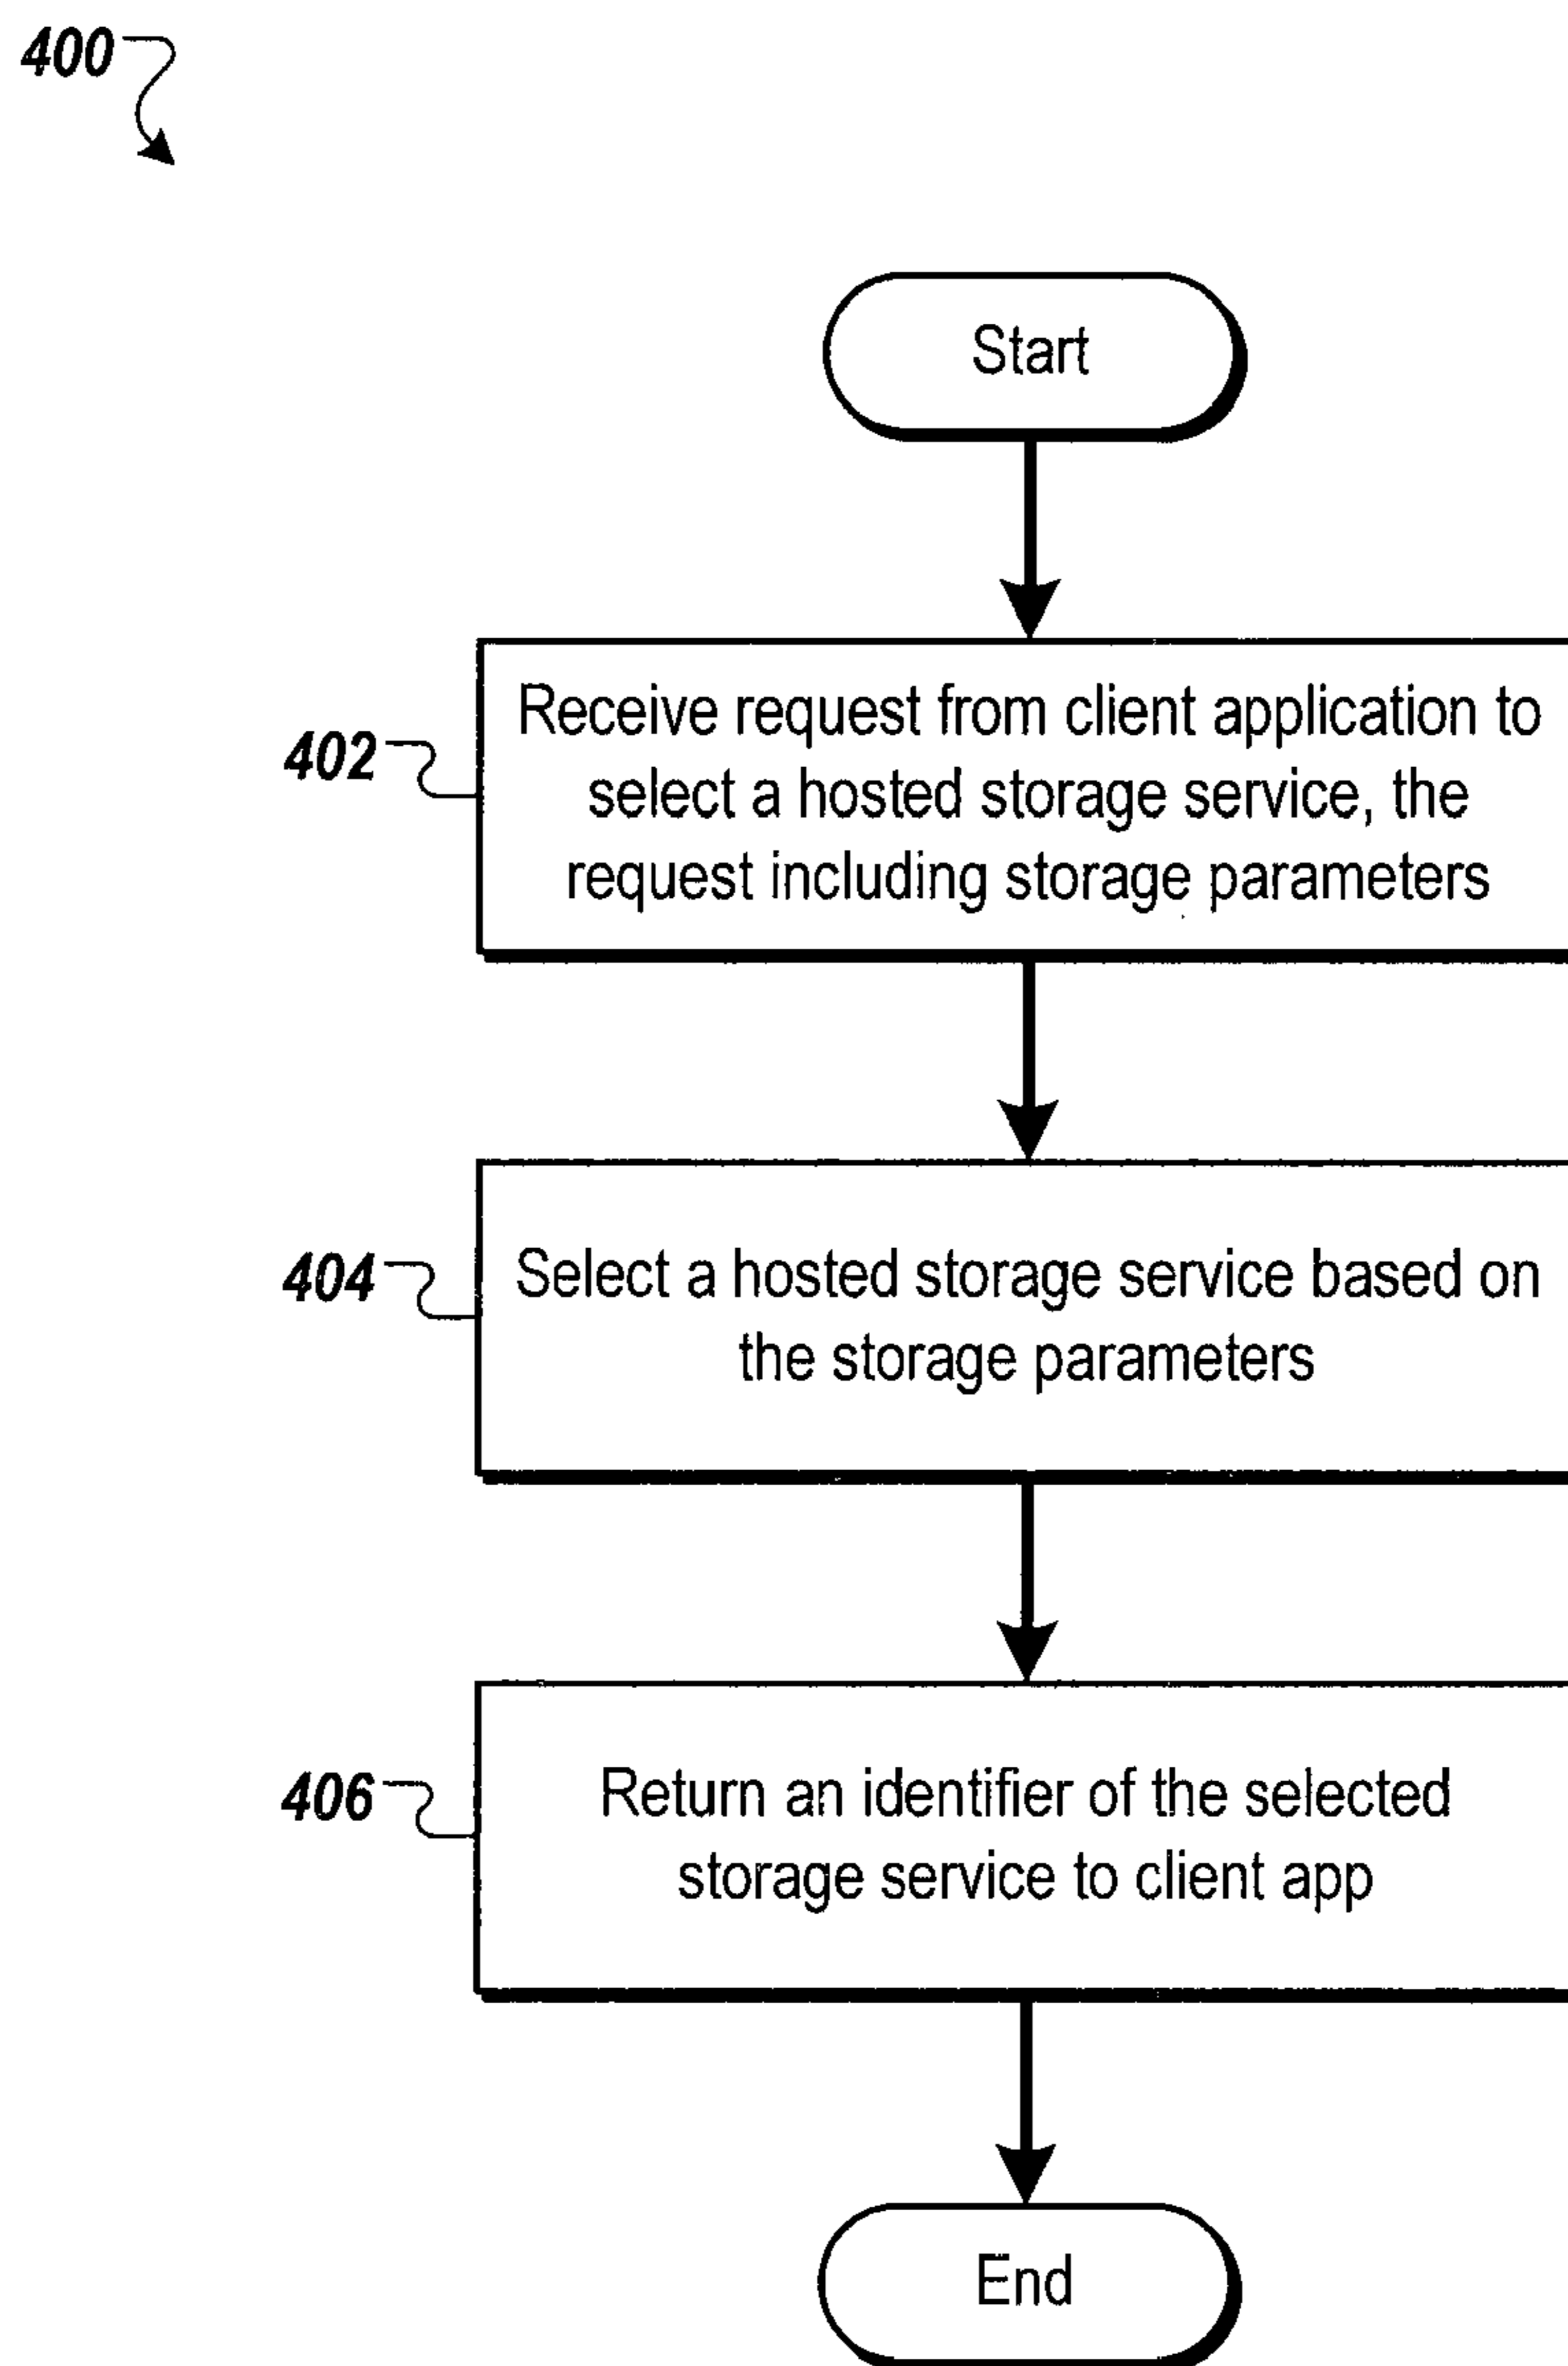 400
Start
402
Receive request from client application to
select a hosted storage service, the
request including storage parameters
404
Select a hosted storage service based on
the storage parameters
406
Return an identifier of the selected
storage service to client app
End